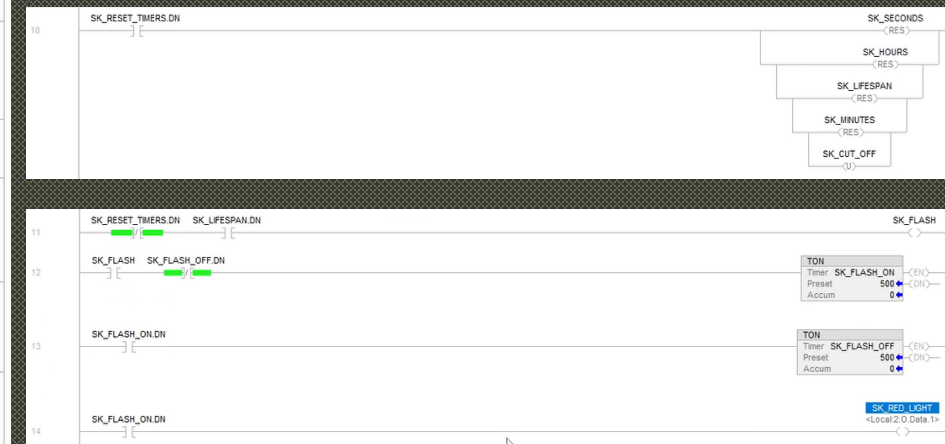 SK_RESET_TIMERS.DN SK_SECONDS
10 RES
SK_HOURS
RES
SK_LIFESPAN
RES
SK_MINUTES
RES
SK_CUT_OFF
U
SK_RESET_TIMERS.DN SK_LIFESPAN.DN SK_FLASH
11
SK_FLASH SK_FLASH_OFF.DN TON
12 Timer SK_FLASH_ON EN
Preset 500 DN
Accum 0
SK_FLASH_ON.DN TON
13 Timer SK_FLASH_OFF EN
Preset 500 DN
Accum 0
SK_RED_LIGHT
SK_FLASH_ON.DN <Local:2:O.Data.1>
14